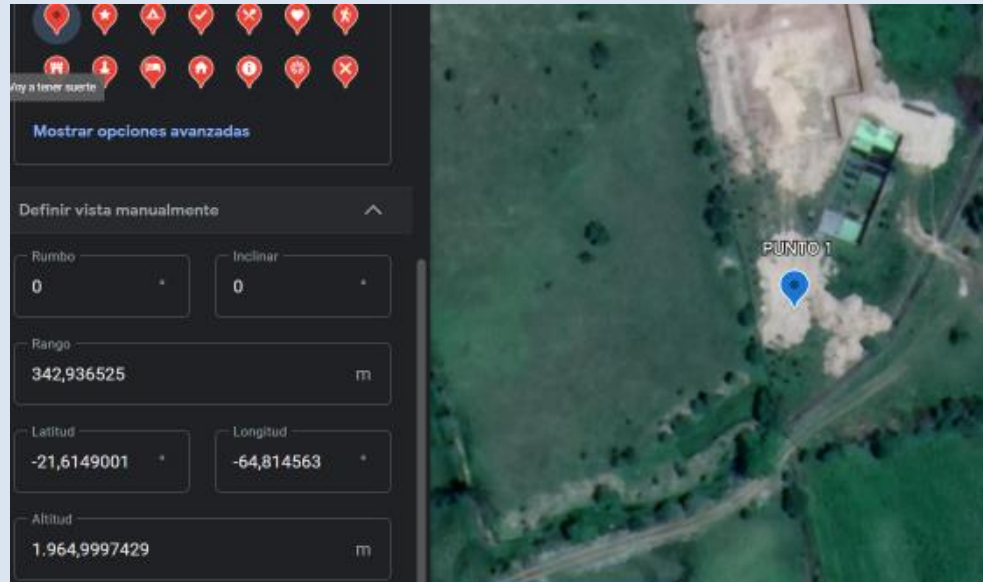 Voy a tener suerte
Mostrar opciones avanzadas
Definir vista manualmente
Rumbo
0 °
Inclinar
0 °
Rango
342,936525 m
Latitud
-21,6149001 °
Longitud
-64,814563 °
Altitud
1.964,9997429 m
PUNTO 1